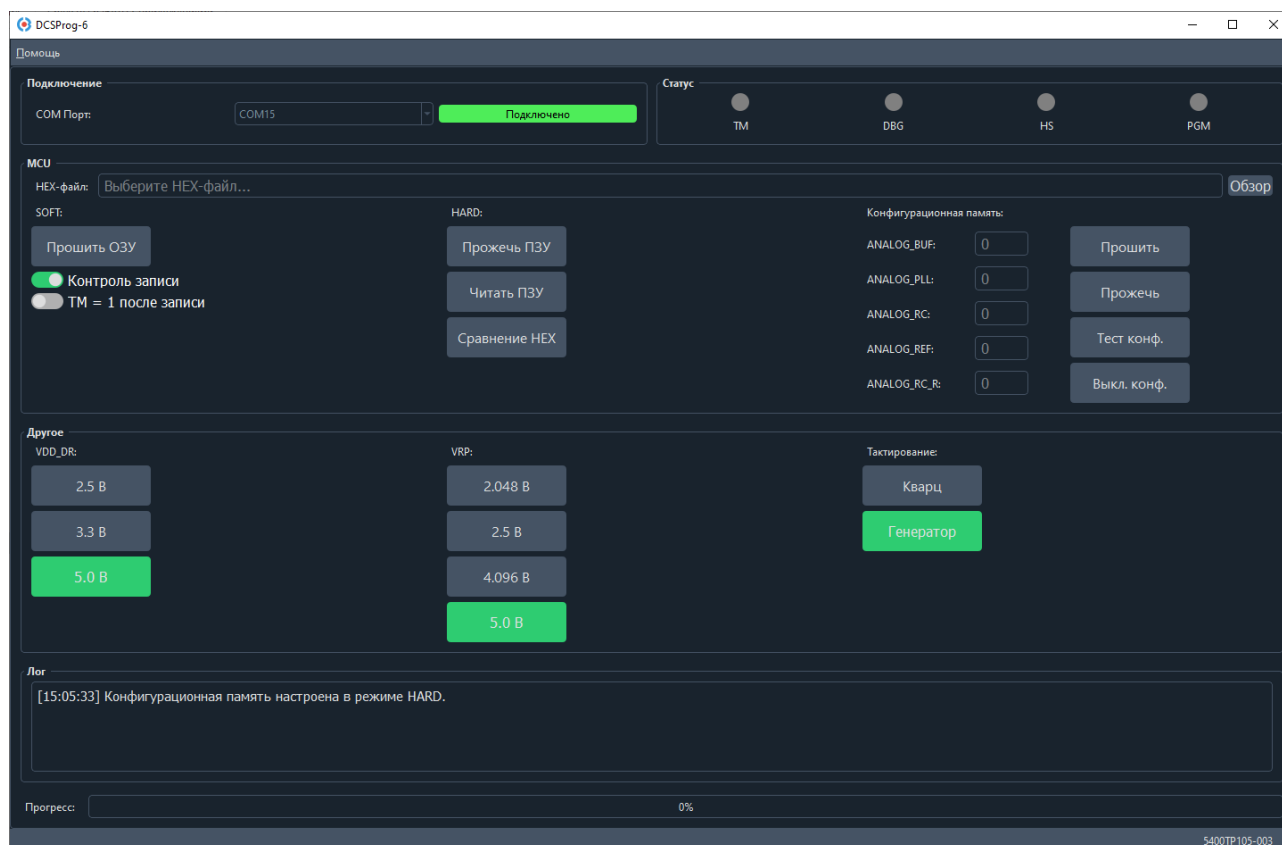 DCSProg-6
Помощь
Подключение
COM Порт:
COM15
Подключено
Статус
TM
DBG
HS
PGM
MCU
HEX-файл:
Выберите HEX-файл...
Обзор
SOFT:
Прошить ОЗУ
Контроль записи
TM = 1 после записи
HARD:
Прожечь ПЗУ
Читать ПЗУ
Сравнение HEX
Конфигурационная память:
ANALOG_BUF:
0
ANALOG_PLL:
0
ANALOG_RC:
0
ANALOG_REF:
0
ANALOG_RC_R:
0
Прошить
Прожечь
Тест конф.
Выкл. конф.
Другое
VDD_DR:
2.5 В
3.3 В
5.0 В
VRP:
2.048 В
2.5 В
4.096 В
5.0 В
Тактирование:
Кварц
Генератор
Лог
[15:05:33] Конфигурационная память настроена в режиме HARD.
Прогресс:
0%
5400TP105-003